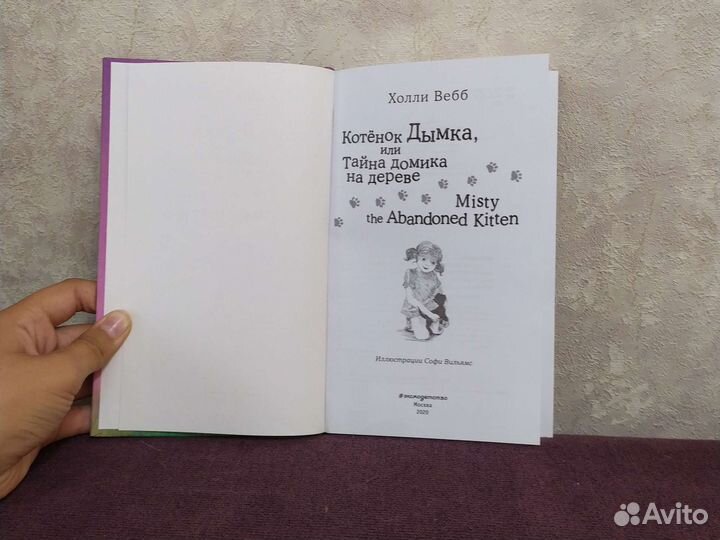 Холли Вебб
Котёнок Дымка,
или
Тайна домика
на дереве
Misty
the Abandoned Kitten
Иллюстрации Софи Вильямс
#эксмодетство
Москва
2020
Avito